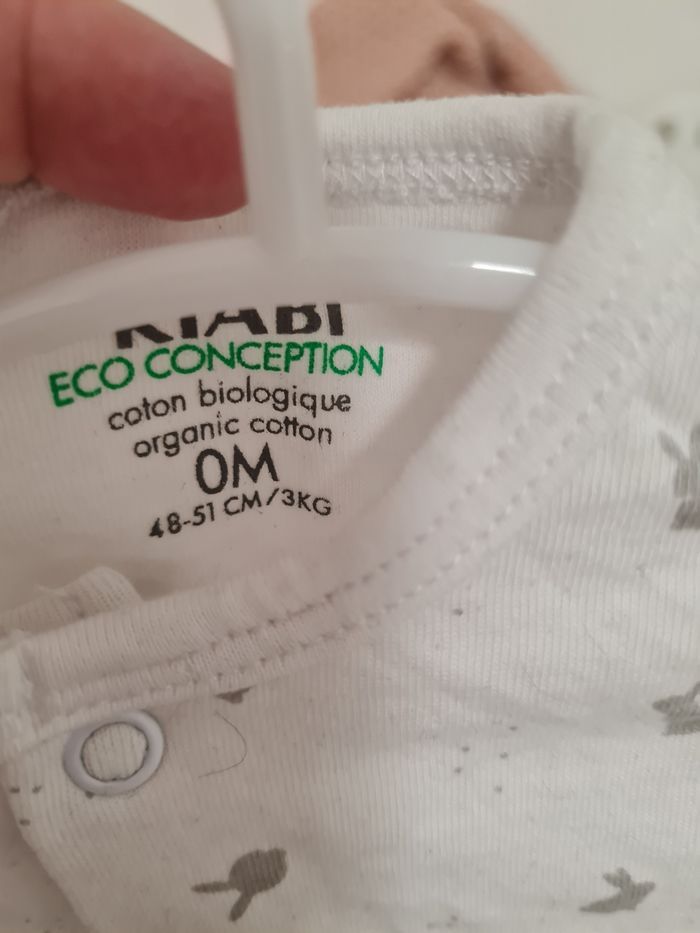 KIABI
ECO CONCEPTION
coton biologique
organic cotton
0M
48-51 CM/3KG